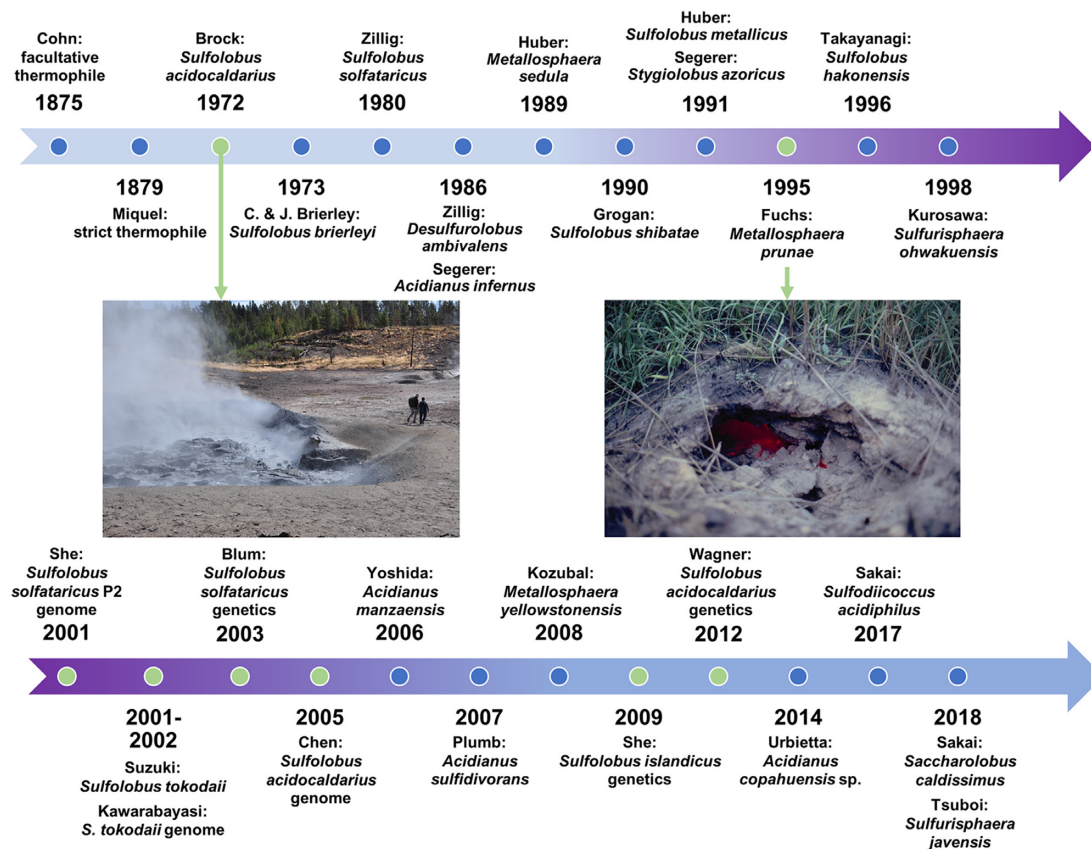 Cohn:
facultative
thermophile
1875
Brock:
Sulfolobus
acidocaldarius
1972
Zillig:
Sulfolobus
solfataricus
1980
Huber:
Metallosphaera
sedula
1989
Huber:
Sulfolobus metallicus
Segerer:
Stygiolobus azoricus
1991
Takayanagi:
Sulfolobus
hakonensis
1996
1879
Miquel:
strict thermophile
1973
C. & J. Brierley:
Sulfolobus brierleyi
1986
Zillig:
Desulfurolobus
ambivalens
Segerer:
Acidianus infernus
1990
Grogan:
Sulfolobus shibatae
1995
Fuchs:
Metallosphaera
prunae
1998
Kurosawa:
Sulfurisphaera
ohwakuensis
She:
Sulfolobus
solfataricus P2
genome
2001
Blum:
Sulfolobus
solfataricus
genetics
2003
Yoshida:
Acidianus
manzaensis
2006
Kozubal:
Metallosphaera
yellowstonensis
2008
Wagner:
Sulfolobus
acidocaldarius
genetics
2012
Sakai:
Sulfodiicoccus
acidiphilus
2017
2001-
2002
Suzuki:
Sulfolobus tokodaii
Kawarabayasi:
S. tokodaii genome
2005
Chen:
Sulfolobus
acidocaldarius
genome
2007
Plumb:
Acidianus
sulfidivorans
2009
She:
Sulfolobus islandicus
genetics
2014
Urbietta:
Acidianus
copahuensis sp.
2018
Sakai:
Saccharolobus
caldissimus
Tsuboi:
Sulfurisphaera
javensis